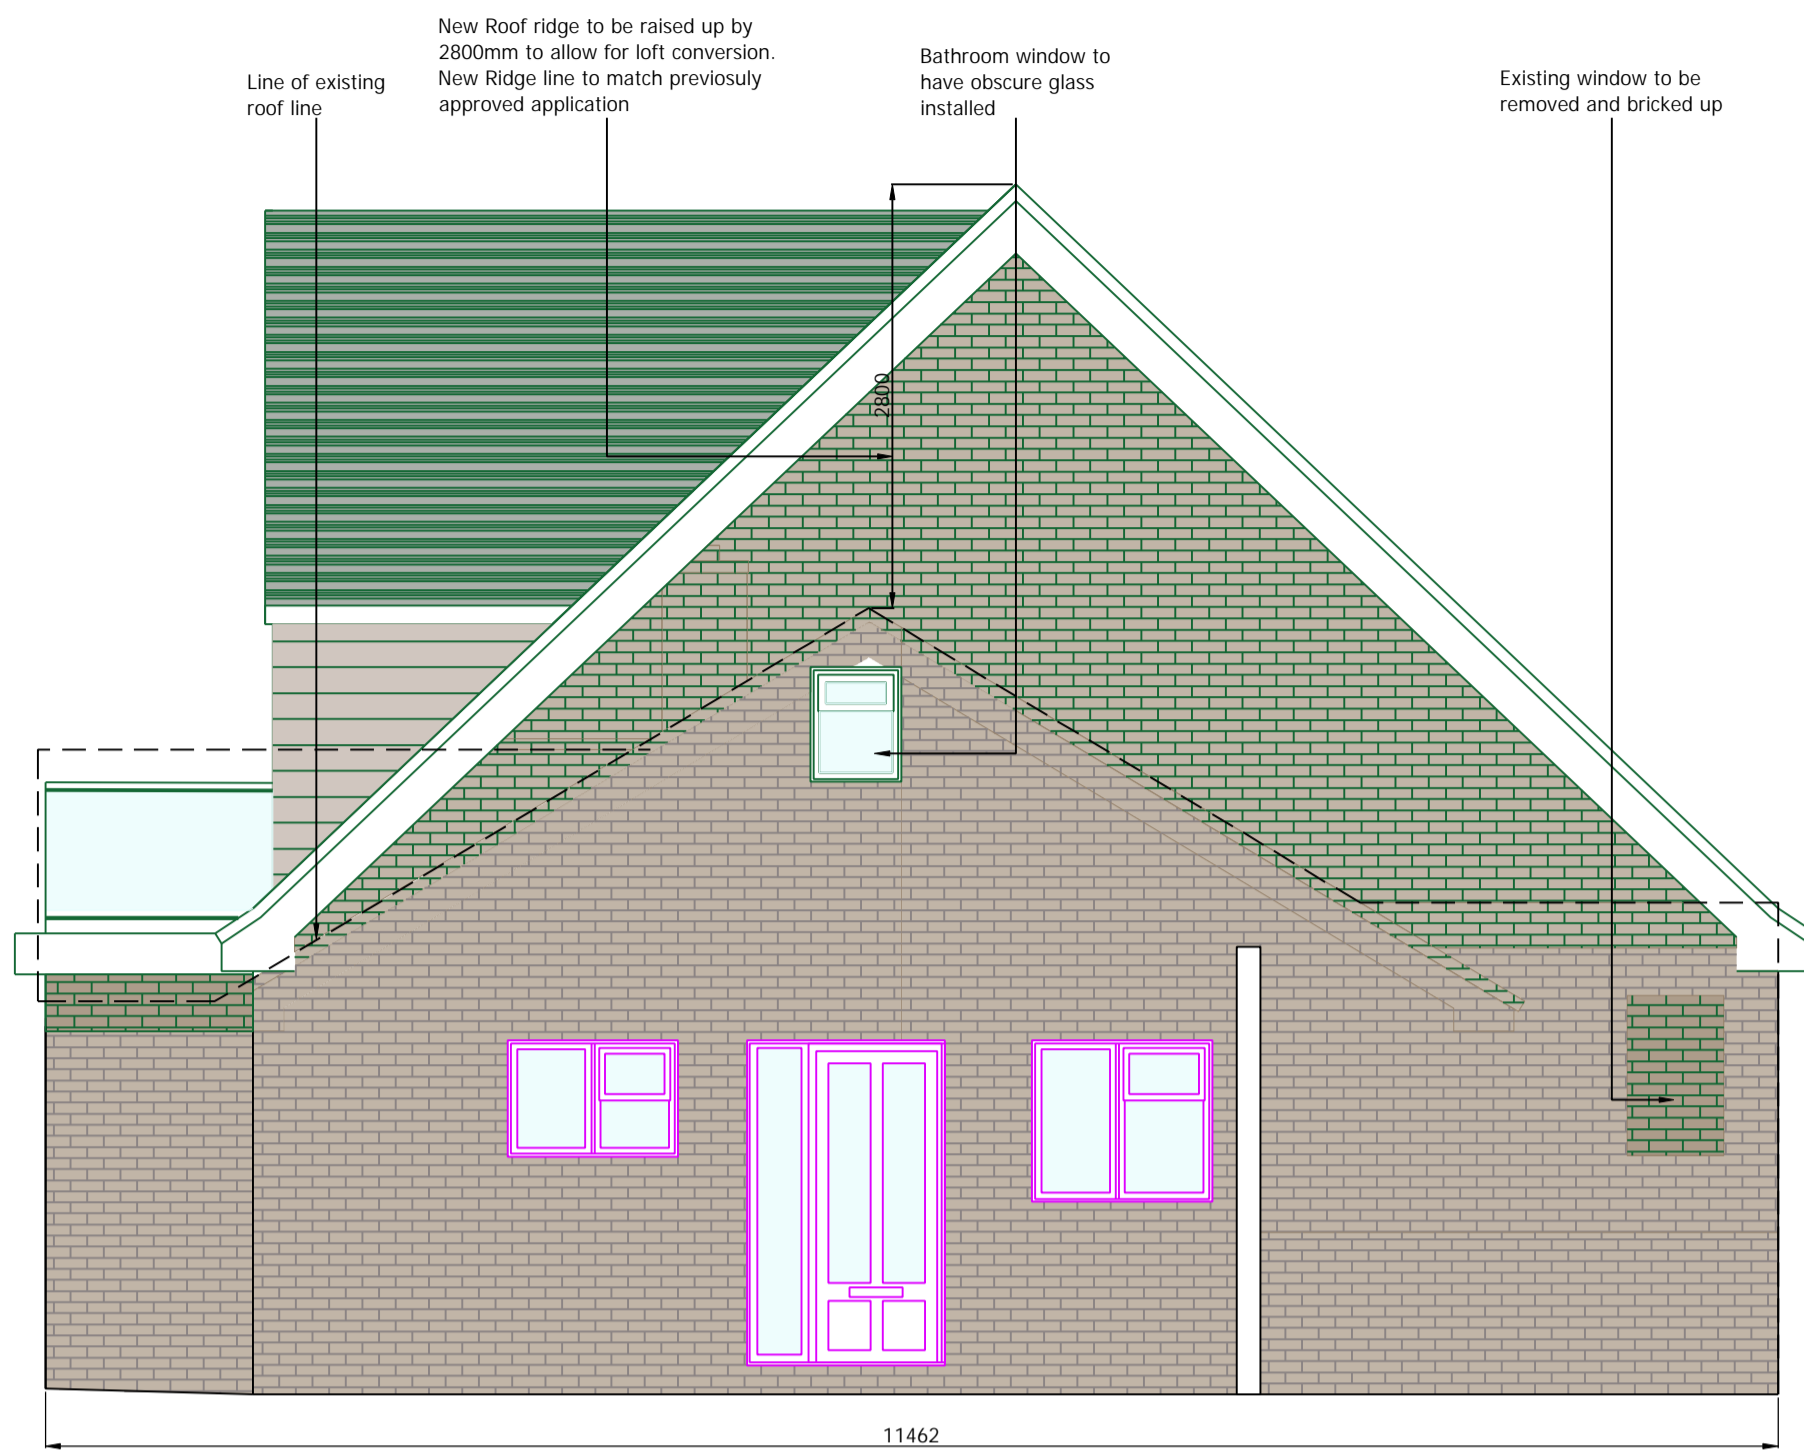 New Roof ridge to be raised up by
2800mm to allow for loft conversion.
New Ridge line to match previosuly
approved application
Line of existing
roof line
Bathroom window to
have obscure glass
installed
Existing window to be
removed and bricked up
2800
11462